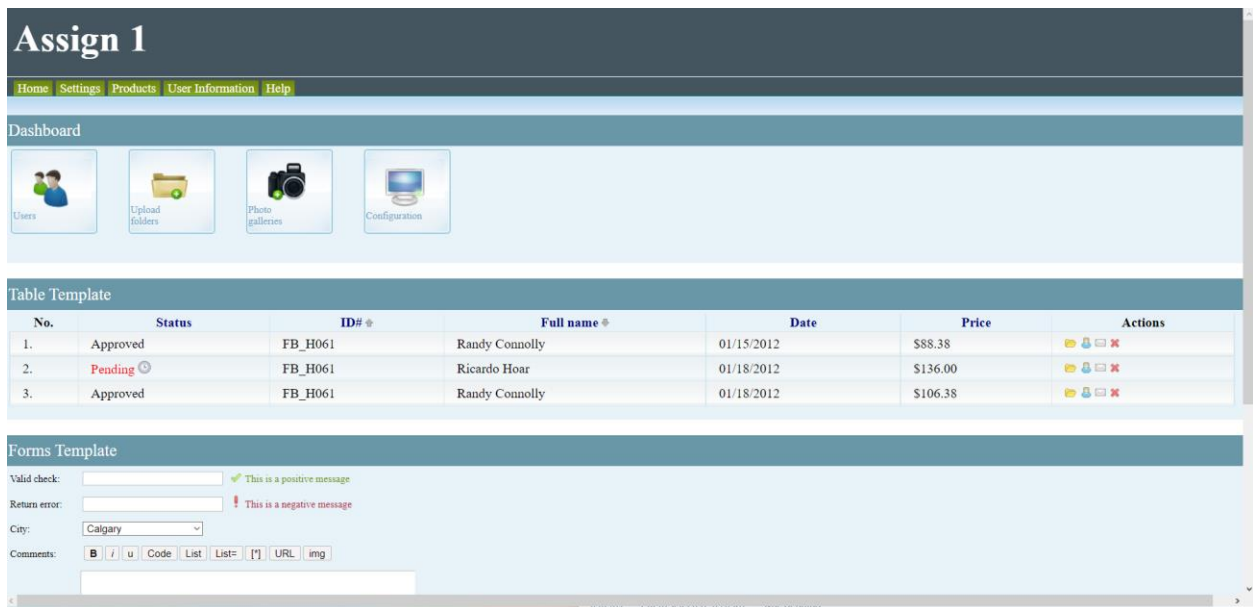 Assign 1
Home Settings Products User Information Help
Dashboard
Users
Upload
folders
Photo
galleries
Configuration
Table Template
No. Status ID# Full name Date Price Actions
1. Approved FB_H061 Randy Connolly 01/15/2012 $88.38
2. Pending FB_H061 Ricardo Hoar 01/18/2012 $136.00
3. Approved FB_H061 Randy Connolly 01/18/2012 $106.38
Forms Template
Valid check: This is a positive message
Return error: This is a negative message
City: Calgary
Comments: B i u Code List List= [*] URL img